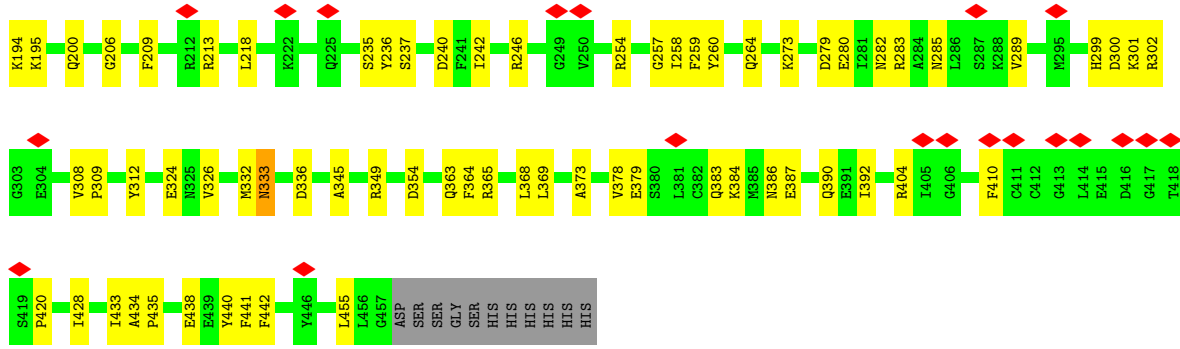 K194 K195 Q200 G206 F209 R212 R213 L218 K222 Q225 S235 Y236 S237 D240 F241 I242 R246 G249 V250 R254 G257 I258 F259 Y260 Q264 K273 D279 E280 I281 N282 R283 A284 N285 L286 S287 K288 V289 M295 H299 D300 K301 R302
G303 E304 V308 P309 Y312 E324 N325 V326 M332 N333 D336 A345 R349 D354 Q363 F364 R365 L368 L369 A373 V378 E379 S380 L381 C382 Q383 K384 M385 N386 E387 Q390 E391 I392 R404 I405 G406 F410 C411 C412 G413 L414 E415 D416 G417 T418
S419 P420 I428 I433 A434 P435 E438 E439 Y440 F441 F442 Y446 L455 L456 G457 ASP SER SER GLY SER HIS HIS HIS HIS HIS HIS